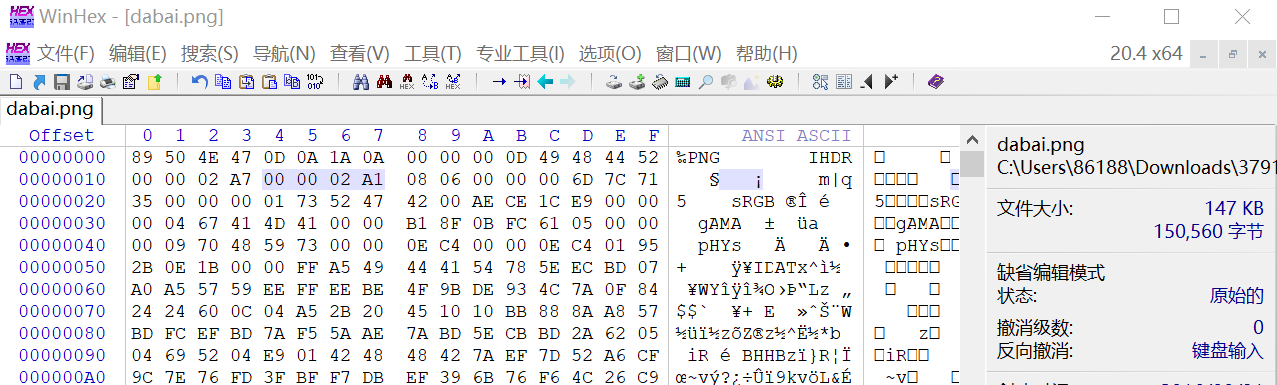 WinHex - [dabai.png]
文件(F) 编辑(E) 搜索(S) 导航(N) 查看(V) 工具(T) 专业工具(I) 选项(O) 窗口(W) 帮助(H) 20.4 x64
dabai.png
Offset 0 1 2 3 4 5 6 7 8 9 A B C D E F ANSI ASCII
00000000 89 50 4E 47 0D 0A 1A 0A 00 00 00 0D 49 48 44 52 ‰PNG IHDR
00000010 00 00 02 A7 00 00 02 A1 08 06 00 00 00 6D 7C 71 § ¡ m|q
00000020 35 00 00 00 01 73 52 47 42 00 AE CE 1C E9 00 00 5 sRGB ®Î é
00000030 00 04 67 41 4D 41 00 00 B1 8F 0B FC 61 05 00 00 gAMA ± üa
00000040 00 09 70 48 59 73 00 00 0E C4 00 00 0E C4 01 95 pHYs Ä Ä •
00000050 2B 0E 1B 00 00 FF A5 49 44 41 54 78 5E EC BD 07 + ÿ¥IDATx^ì½
00000060 A0 A5 57 59 EE FF EE BE 4F 9B DE 93 4C 7A 0F 84 ¥WYîÿî¾O›Þ“Lz „
00000070 24 24 60 0C 04 A5 2B 20 45 10 10 BB 88 8A A8 57 $$` ¥+ E »ˆŠ¨W
00000080 BD FC EF BD 7A F5 5A AE 7A BD 5E CB BD 2A 62 05 ½üï½zõZ®z½^Ë½*b
00000090 04 69 52 04 E9 01 42 48 48 42 7A EF 7D 52 A6 CF iR é BHHBzï}R¦Ï
000000A0 9C 7E 76 FD 3F BF F7 DB EF 39 6B 76 F6 4C 26 C9 œ~vý?¿÷Ûï9kvöL&É
5 sRG
gAMA
pHYs
z
iR
~v
dabai.png
C:\Users\86188\Downloads\3791
文件大小: 147 KB
150,560 字节
缺省编辑模式
状态: 原始的
撤消级数: 0
反向撤消: 键盘输入